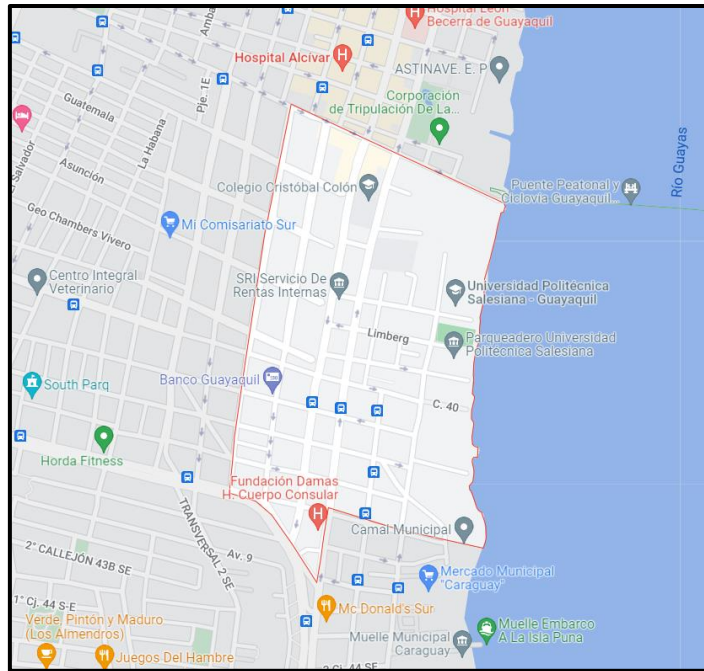 Hospital León
Becerra de Guayaquil
Hospital Alcívar
ASTINAVE. E. P
Corporación
de Tripulación De La...
Pje. 1E
Guatemala
La Habana
El Salvador
Asunción
Colegio Cristóbal Colón
Puente Peatonal y
Ciclovía Guayaquil...
Río Guayas
Geo Chambers Vivero
Mi Comisariato Sur
Centro Integral
Veterinario
SRI Servicio De
Rentas Internas
Universidad Politécnica
Salesiana - Guayaquil
Limberg
Parqueadero Universidad
Politécnica Salesiana
Banco Guayaquil
South Parq
C. 40
Horda Fitness
Fundación Damas
H. Cuerpo Consular
Camal Municipal
TRANSVERSAL 2 SE
Av. 9
2° CALLEJÓN 43B SE
Mercado Municipal
"Caraguay"
1° Cj. 44 S-E
Mc Donald's Sur
Verde, Pintón y Maduro
(Los Almendros)
Muelle Embarco
A La Isla Puna
Muelle Municipal
Caraguay
Juegos Del Hambre